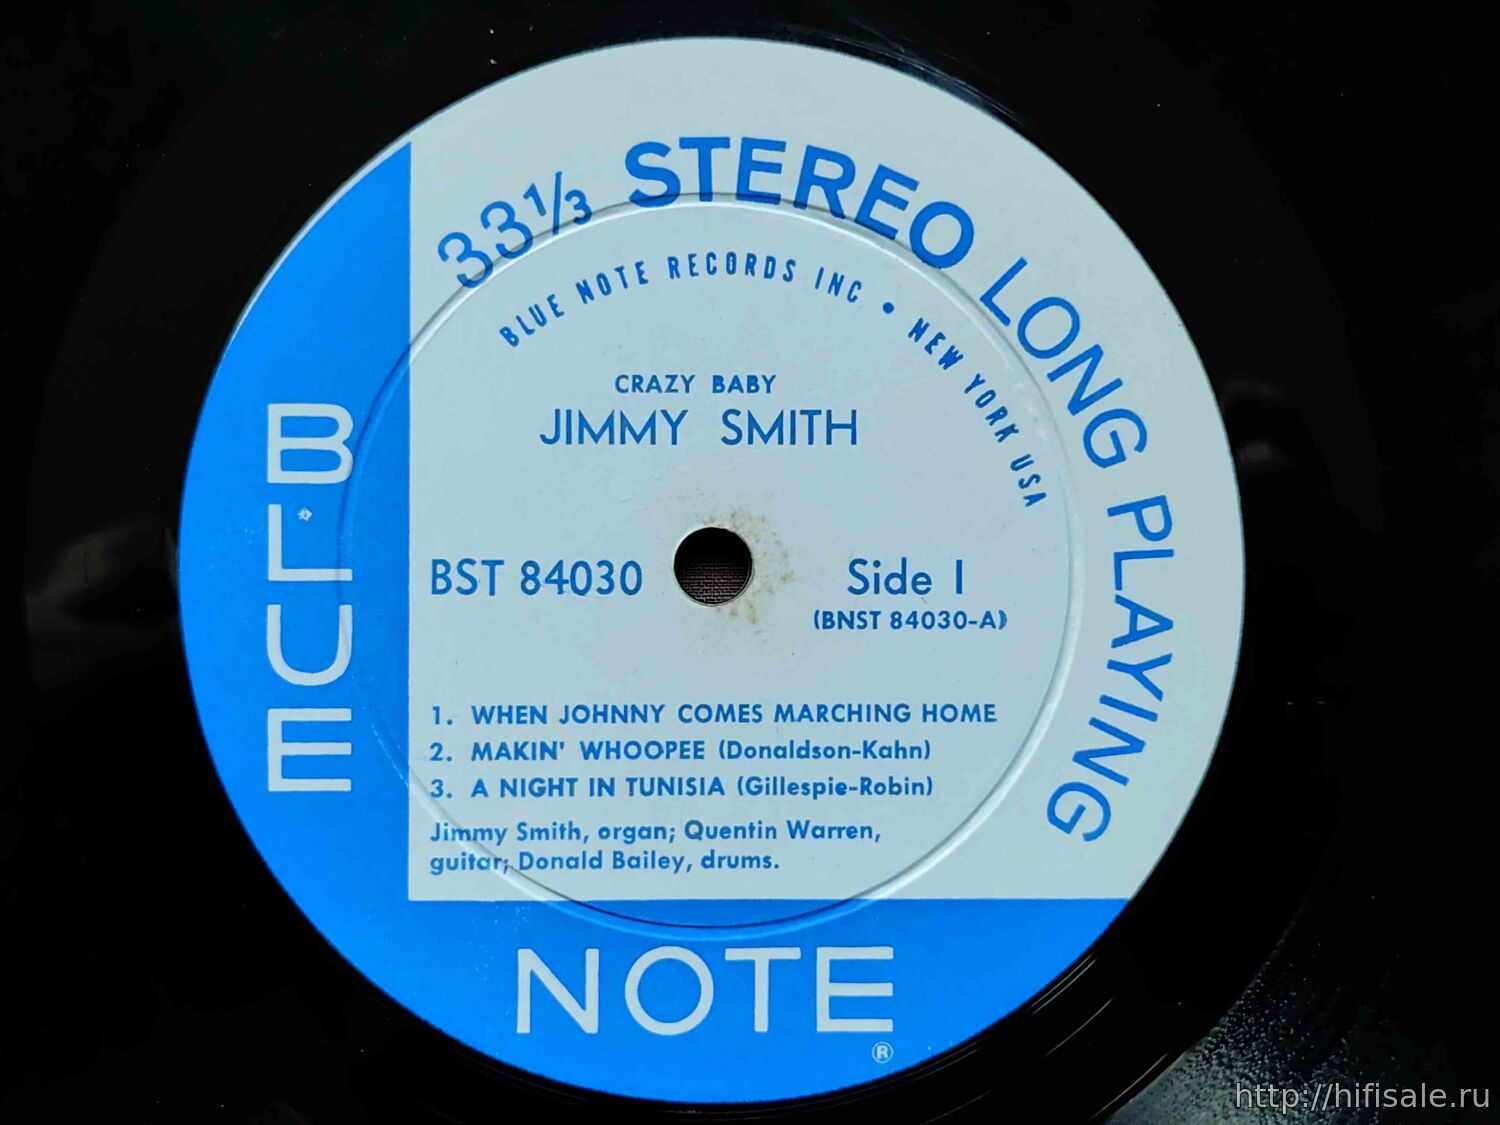 33⅓ STEREO LONG PLAYING
BLUE NOTE RECORDS INC • NEW YORK USA
CRAZY BABY
JIMMY SMITH
BST 84030
Side 1
(BNST 84030-A)
1. WHEN JOHNNY COMES MARCHING HOME
2. MAKIN' WHOOPEE (Donaldson-Kahn)
3. A NIGHT IN TUNISIA (Gillespie-Robin)
Jimmy Smith, organ; Quentin Warren,
guitar; Donald Bailey, drums.
BLUE
NOTE
®
http://hifisale.ru